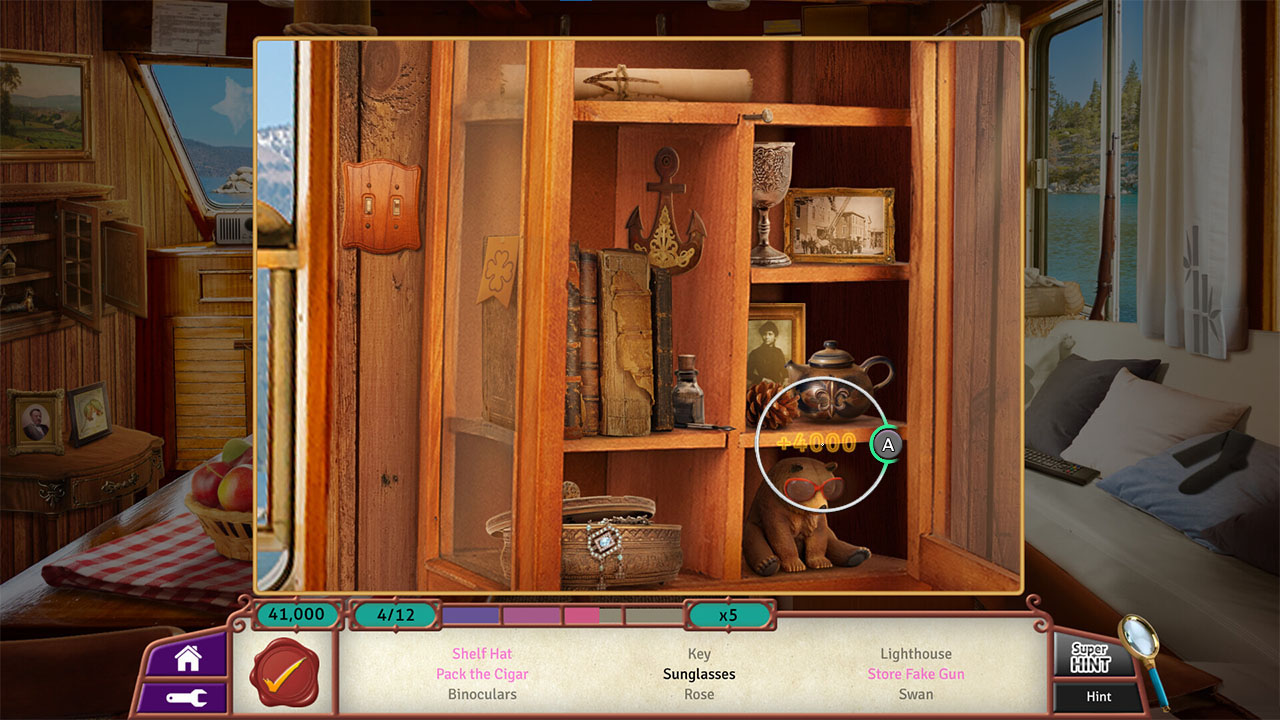 +4000
A
41,000
4/12
x5
Shelf Hat
Pack the Cigar
Binoculars
Key
Sunglasses
Rose
Lighthouse
Store Fake Gun
Swan
Super
HINT
Hint